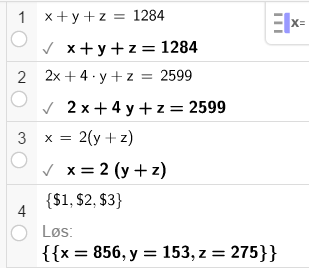 1 x + y + z = 1284
✓ x + y + z = 1284
x=
2 2x + 4 · y + z = 2599
✓ 2 x + 4 y + z = 2599
3 x = 2(y + z)
✓ x = 2 (y + z)
4 {$1, $2, $3}
Løs:
{{x = 856, y = 153, z = 275}}